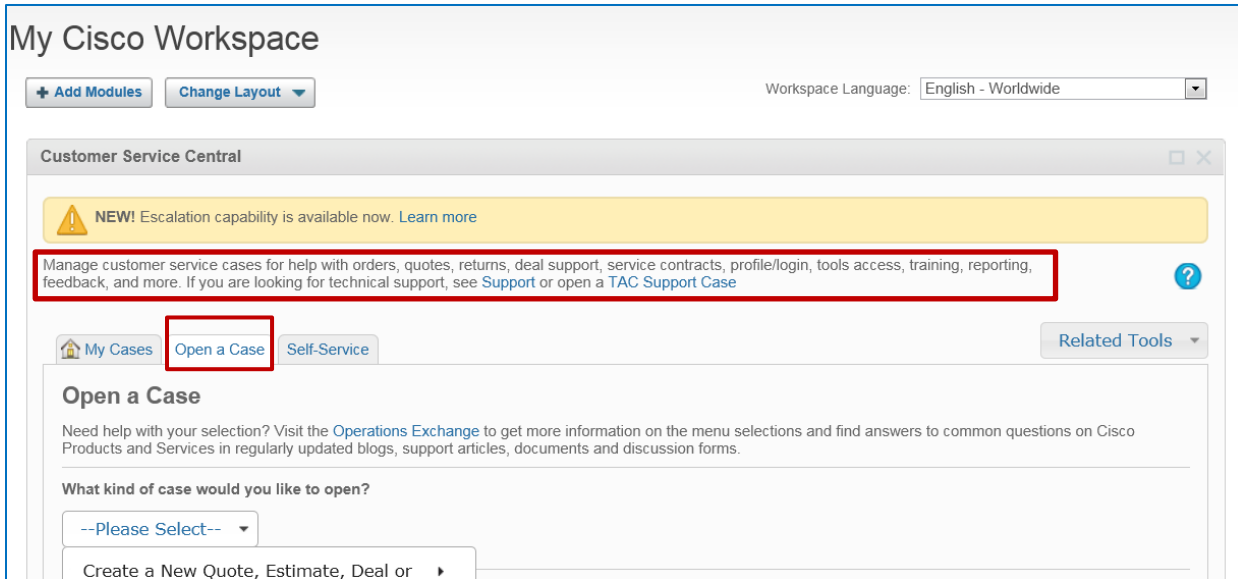 My Cisco Workspace
Add Modules
Change Layout
Workspace Language: English - Worldwide
Customer Service Central
NEW! Escalation capability is available now. Learn more
Manage customer service cases for help with orders, quotes, returns, deal support, service contracts, profile/login, tools access, training, reporting,
feedback, and more. If you are looking for technical support, see Support or open a TAC Support Case
?
My Cases
Open a Case
Self-Service
Related Tools
Open a Case
Need help with your selection? Visit the Operations Exchange to get more information on the menu selections and find answers to common questions on Cisco
Products and Services in regularly updated blogs, support articles, documents and discussion forms.
What kind of case would you like to open?
--Please Select--
Create a New Quote, Estimate, Deal or